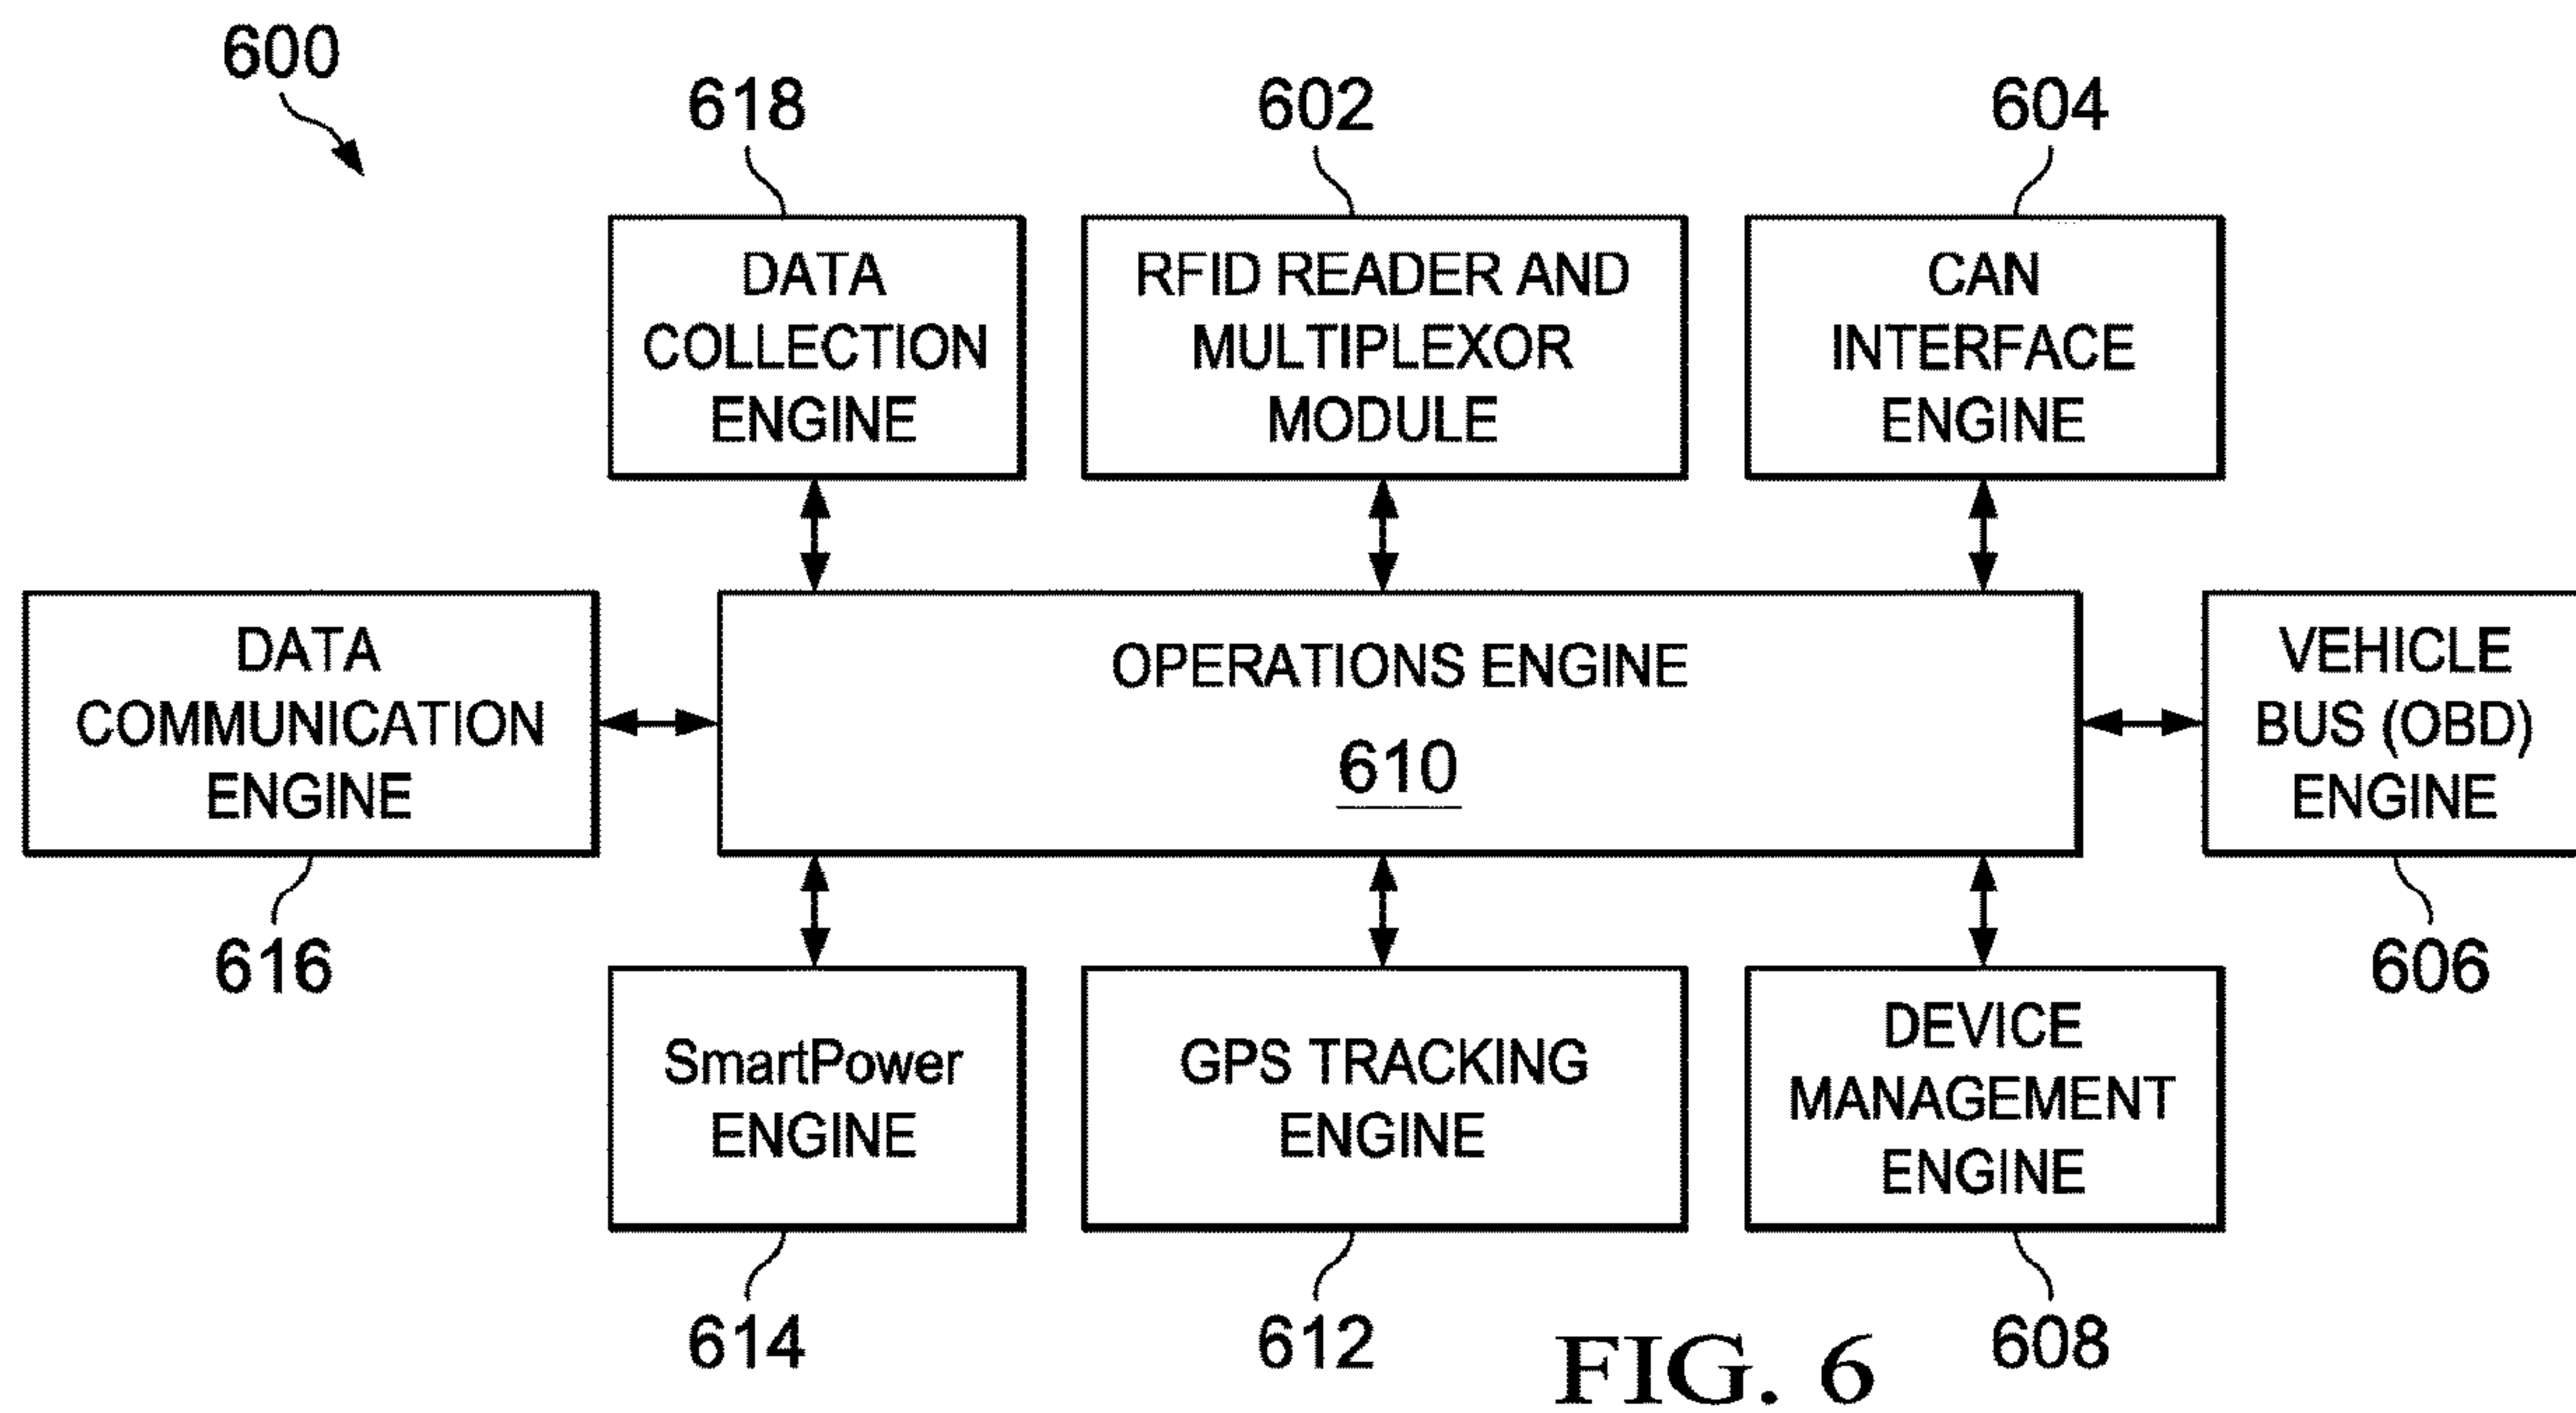 600
618
602
604
DATA
COLLECTION
ENGINE
RFID READER AND
MULTIPLEXOR
MODULE
CAN
INTERFACE
ENGINE
DATA
COMMUNICATION
ENGINE
OPERATIONS ENGINE
610
VEHICLE
BUS (OBD)
ENGINE
616
606
SmartPower
ENGINE
GPS TRACKING
ENGINE
DEVICE
MANAGEMENT
ENGINE
614
612
608
FIG. 6